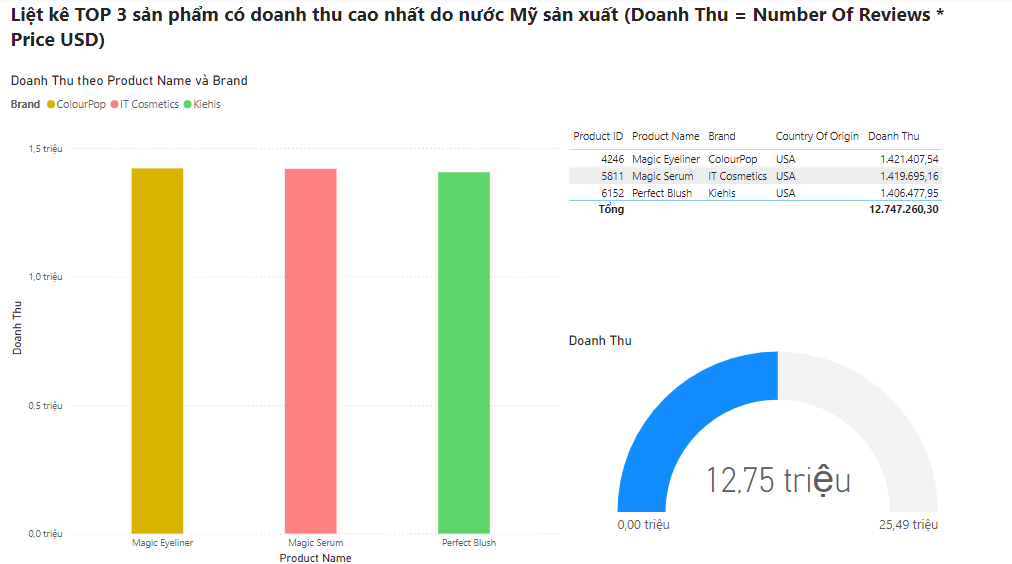 Liệt kê TOP 3 sản phẩm có doanh thu cao nhất do nước Mỹ sản xuất (Doanh Thu = Number Of Reviews *
Price USD)
Doanh Thu theo Product Name và Brand
Brand ColourPop IT Cosmetics Kiehls
1,5 triệu
1,0 triệu
0,5 triệu
0,0 triệu
Doanh Thu
Magic Eyeliner Magic Serum Perfect Blush
Product Name
Product ID Product Name Brand Country Of Origin Doanh Thu
4246 Magic Eyeliner ColourPop USA 1.421.407,54
5811 Magic Serum IT Cosmetics USA 1.419.695,16
6152 Perfect Blush Kiehls USA 1.406.477,95
Tổng 12.747.260,30
Doanh Thu
12,75 triệu
0,00 triệu 25,49 triệu